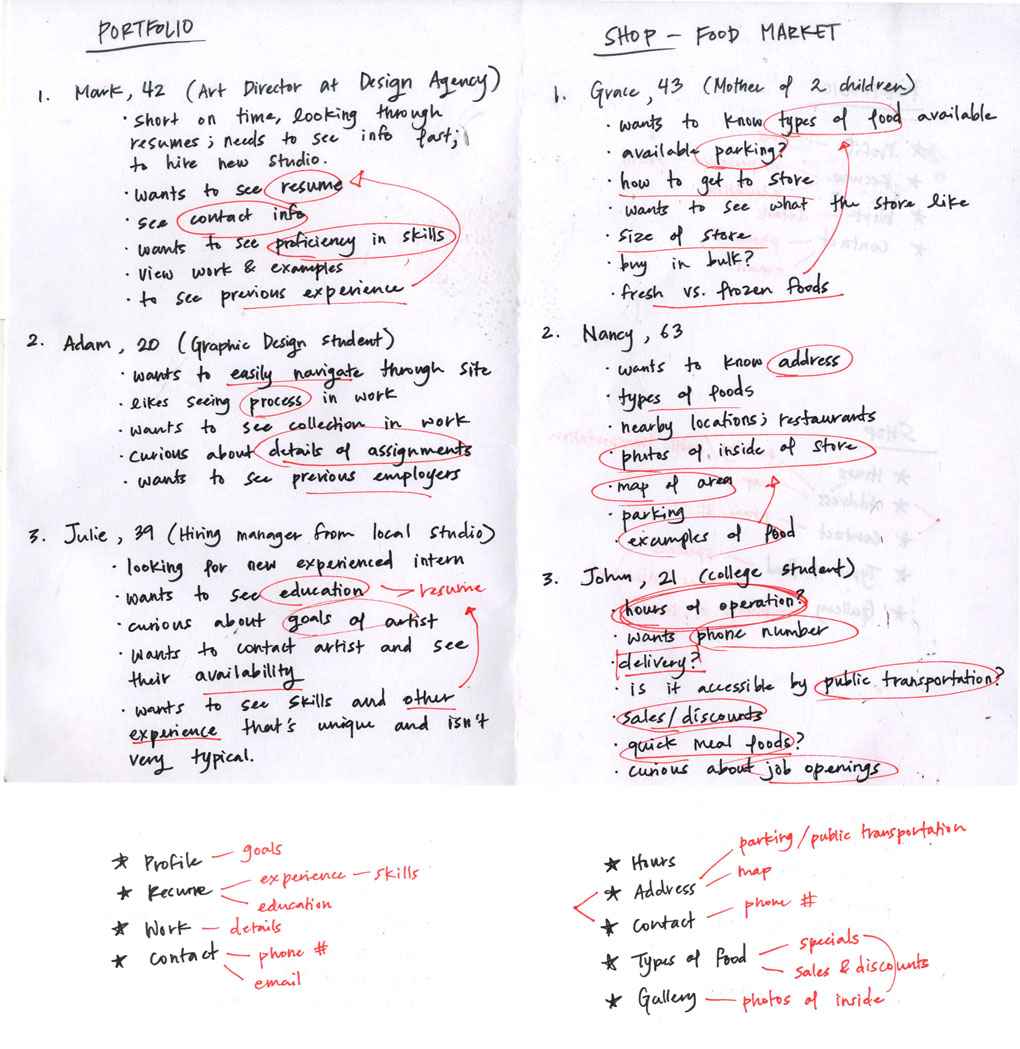 PORTFOLIO
1. Mark, 42 (Art Director at Design Agency)
· short on time, looking through
resumes; needs to see info fast;
to hire new studio.
· wants to see resume
· see contact info
· wants to see proficiency in skills
· view work & examples
· to see previous experience
2. Adam, 20 (Graphic Design student)
· wants to easily navigate through site
· likes seeing process in work
· wants to see collection in work
· curious about details of assignments
· wants to see previous employers
3. Julie, 39 (Hiring manager from local studio)
· looking for new experienced intern
· wants to see education → resume
· curious about goals of artist
· wants to contact artist and see
their availability
· wants to see skills and other
experience that's unique and isn't
very typical.
★ Profile — goals
★ Resume — experience — skills
education
★ Work — details
★ Contact — phone #
email
SHOP – FOOD MARKET
1. Grace, 43 (Mother of 2 children)
· wants to know types of food available
· available parking?
· how to get to store
· wants to see what the store like
· size of store
· buy in bulk?
· fresh vs. frozen foods
2. Nancy, 63
· wants to know address
· types of foods
· nearby locations; restaurants
· photos of inside of store
· map of area
· parking
· examples of food
3. Johnn, 21 (college student)
· hours of operation?
· wants phone number
· delivery?
· is it accessible by public transportation?
· sales/discounts
· quick meal foods?
· curious about job openings
parking/public transportation
★ Hours
map
★ Address
★ Contact — phone #
specials
★ Types of food
sales & discounts
★ Gallery — photos of inside